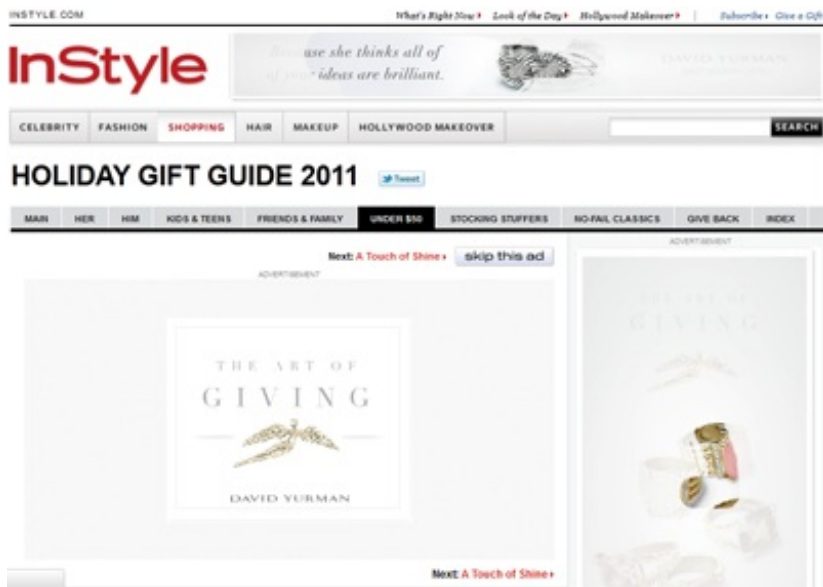 INSTYLE.COM What's Right Now Look of the Day Hollywood Makeover Subscribe Give a Gift
InStyle
use she thinks all of
ideas are brilliant.
DAVID YURMAN
CELEBRITY FASHION SHOPPING HAIR MAKEUP HOLLYWOOD MAKEOVER SEARCH
HOLIDAY GIFT GUIDE 2011 Tweet
MAIN HER HIM KIDS & TEENS FRIENDS & FAMILY UNDER $50 STOCKING STUFFERS NO-FAIL CLASSICS GIVE BACK INDEX
Next: A Touch of Shine skip this ad
ADVERTISEMENT
THE ART OF
GIVING
DAVID YURMAN
Next: A Touch of Shine
ADVERTISEMENT
THE ART OF
GIVING